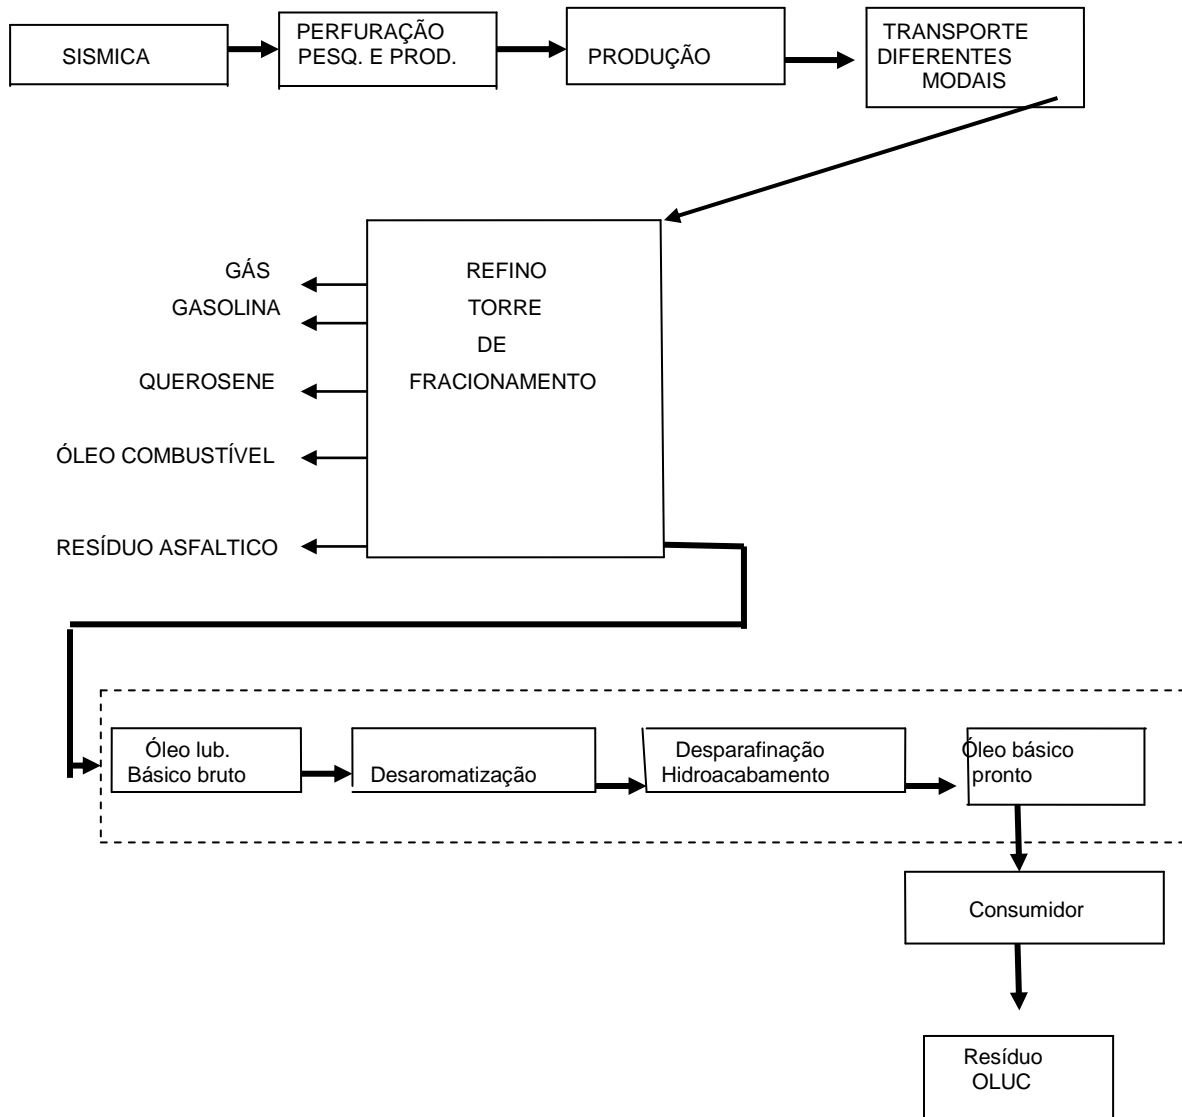 SISMICA
PERFURAÇÃO
PESQ. E PROD.
PRODUÇÃO
TRANSPORTE
DIFERENTES
MODAIS
GÁS
GASOLINA
QUEROSENE
ÓLEO COMBUSTÍVEL
RESÍDUO ASFALTICO
REFINO
TORRE
DE
FRACIONAMENTO
Óleo lub.
Básico bruto
Desaromatização
Desparafinação
Hidroacabamento
Óleo básico
pronto
Consumidor
Resíduo
OLUC